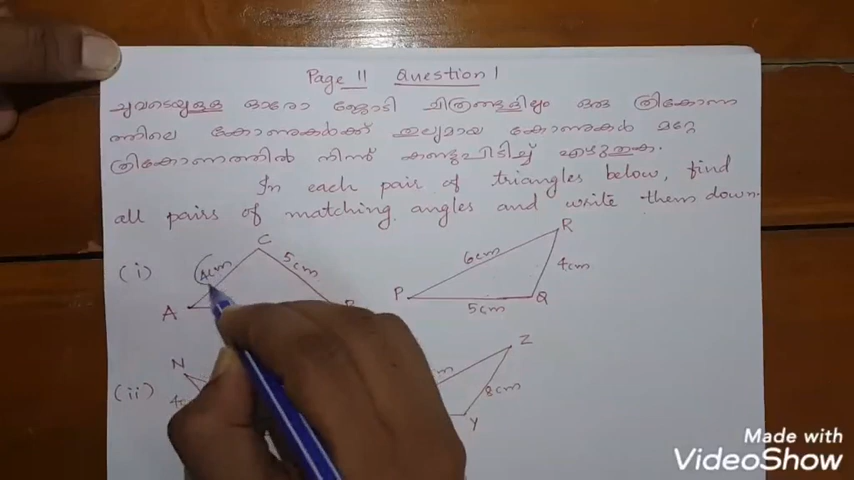 Page 11 Question 1
ചുവടെയുള്ള ഓരോ ജോടി ചിത്രങ്ങളിലും ഒരു ത്രികോണ
ത്തിലെ കോണുകൾക്ക് തുല്യമായ കോണുകൾ മറ്റേ
ത്രികോണത്തിൽ നിന്ന് കണ്ടുപിടിച്ച് എഴുതുക.
In each pair of triangles below, find
all pairs of matching angles and write them down.
(i) A 4cm C 5cm
P 6cm R 4cm Q 5cm
(ii) N
Z 8cm Y
Made with
VideoShow